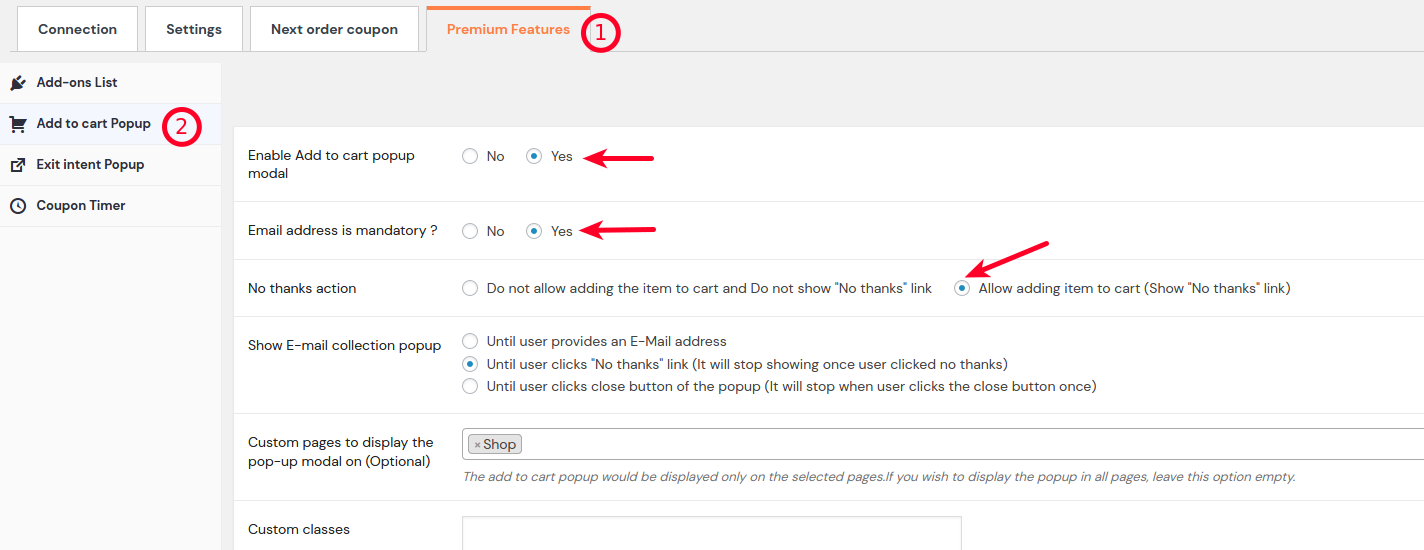 Connection
Settings
Next order coupon
Premium Features
1
Add-ons List
Add to cart Popup
2
Exit intent Popup
Coupon Timer
Enable Add to cart popup
modal
No
Yes
Email address is mandatory ?
No
Yes
No thanks action
Do not allow adding the item to cart and Do not show "No thanks" link
Allow adding item to cart (Show "No thanks" link)
Show E-mail collection popup
Until user provides an E-Mail address
Until user clicks "No thanks" link (It will stop showing once user clicked no thanks)
Until user clicks close button of the popup (It will stop when user clicks the close button once)
Custom pages to display the
pop-up modal on (Optional)
× Shop
The add to cart popup would be displayed only on the selected pages.If you wish to display the popup in all pages, leave this option empty.
Custom classes